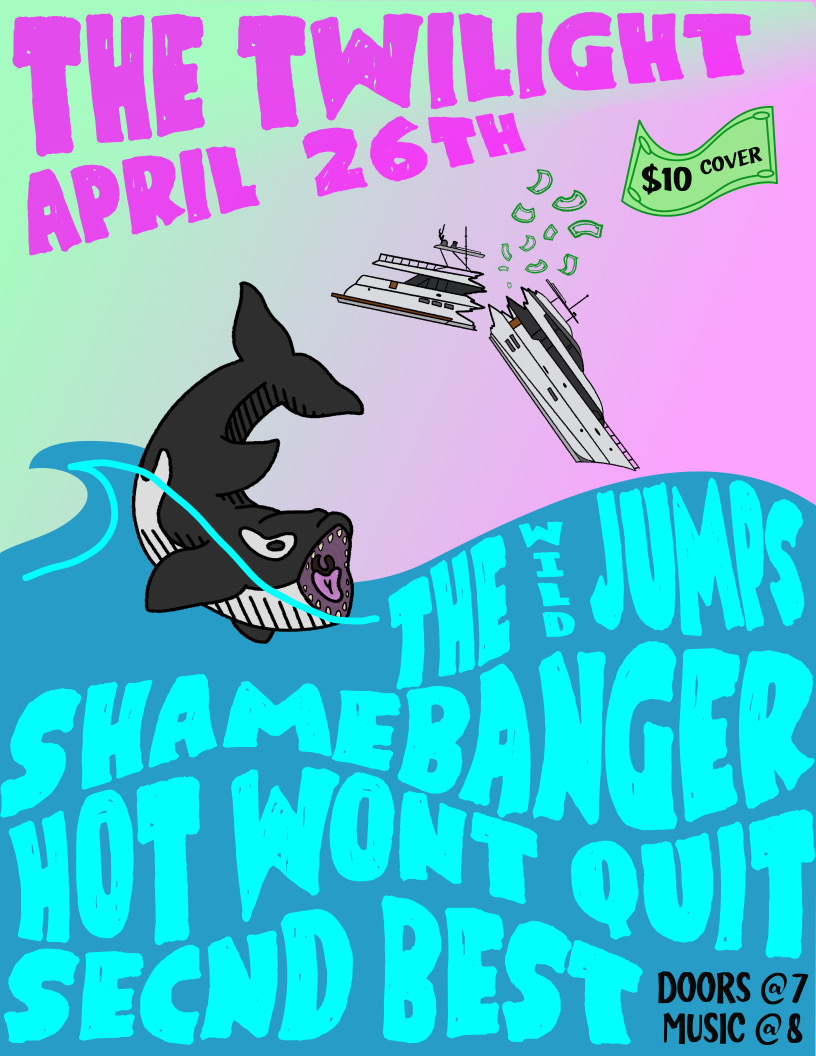 THE TWILIGHT
APRIL 26TH
$10 COVER
THE WILD JUMPS
SHAMEBANGER
HOT WONT QUIT
SECND BEST
DOORS @7
MUSIC @8